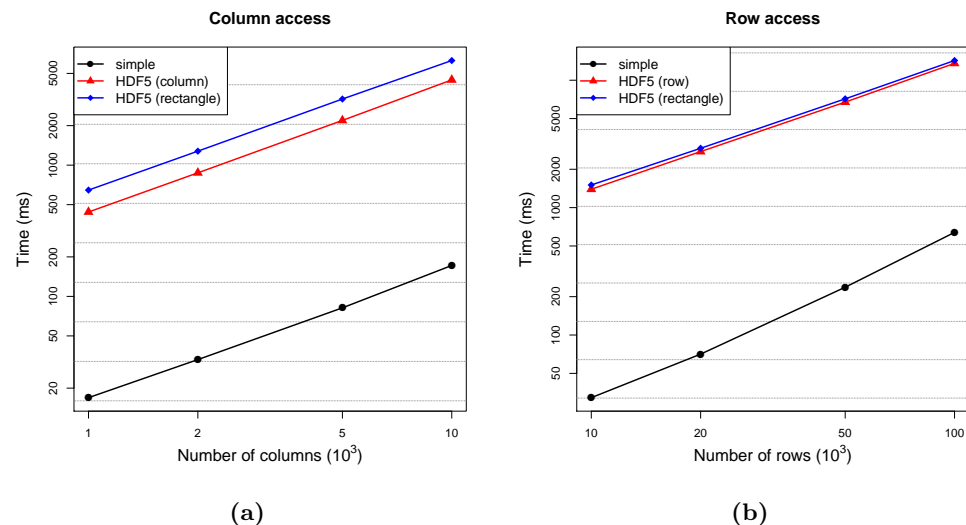 Column access
simple
HDF5 (column)
HDF5 (rectangle)
Time (ms)
5000
2000
1000
500
200
100
50
20
1
2
5
10
Number of columns (10³)
(a)
Row access
simple
HDF5 (row)
HDF5 (rectangle)
Time (ms)
5000
2000
1000
500
200
100
50
10
20
50
100
Number of rows (10³)
(b)